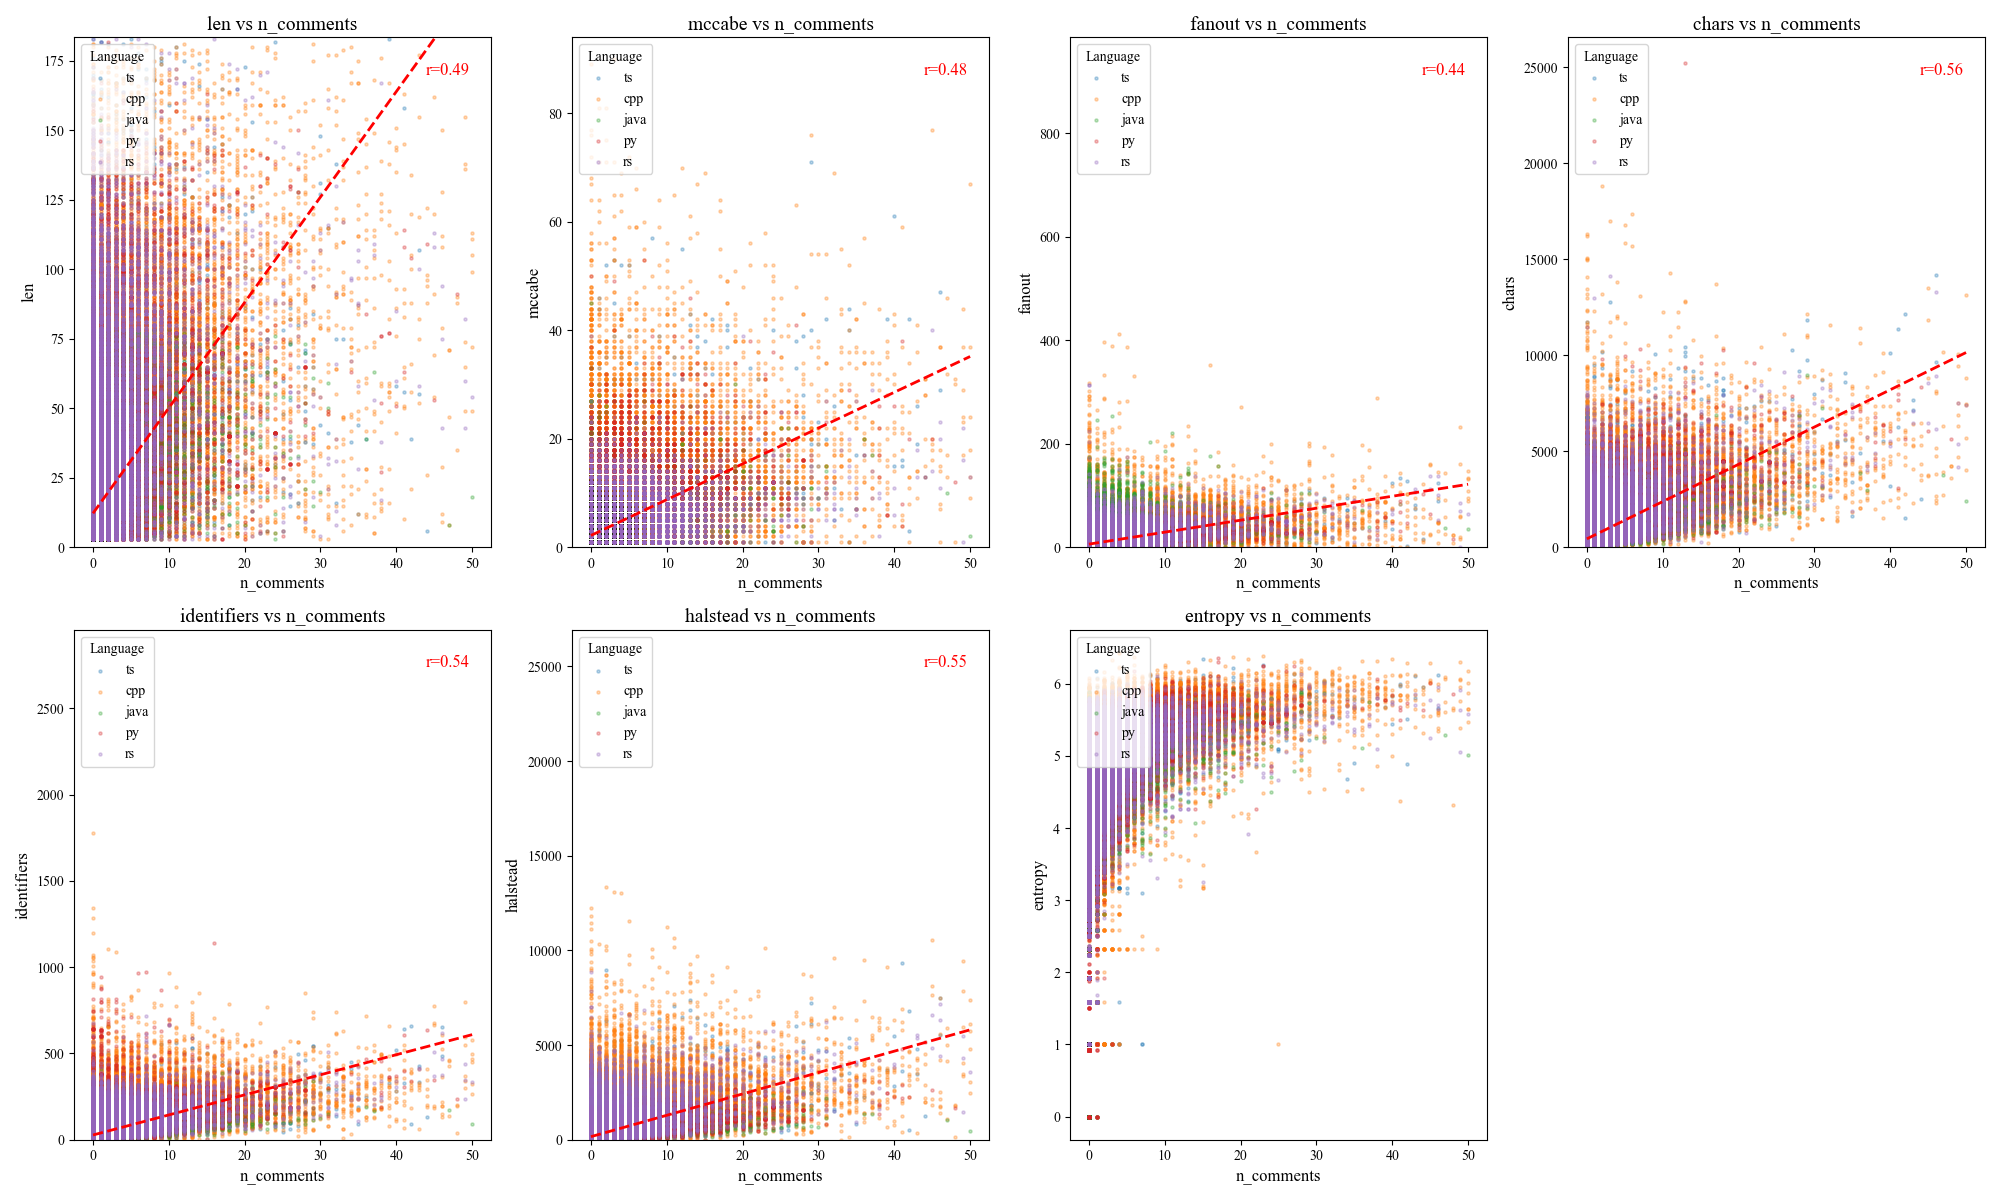 len vs n_comments
Language
ts
cpp
java
py
rs
r=0.49
175
150
125
100
75
50
25
0
len
0 10 20 30 40 50
n_comments
mccabe vs n_comments
Language
ts
cpp
java
py
rs
r=0.48
80
60
40
20
0
mccabe
0 10 20 30 40 50
n_comments
fanout vs n_comments
Language
ts
cpp
java
py
rs
r=0.44
800
600
400
200
0
fanout
0 10 20 30 40 50
n_comments
chars vs n_comments
Language
ts
cpp
java
py
rs
r=0.56
25000
20000
15000
10000
5000
0
chars
0 10 20 30 40 50
n_comments
identifiers vs n_comments
Language
ts
cpp
java
py
rs
r=0.54
2500
2000
1500
1000
500
0
identifiers
0 10 20 30 40 50
n_comments
halstead vs n_comments
Language
ts
cpp
java
py
rs
r=0.55
25000
20000
15000
10000
5000
0
halstead
0 10 20 30 40 50
n_comments
entropy vs n_comments
Language
ts
cpp
java
py
rs
6
5
4
3
2
1
0
entropy
0 10 20 30 40 50
n_comments